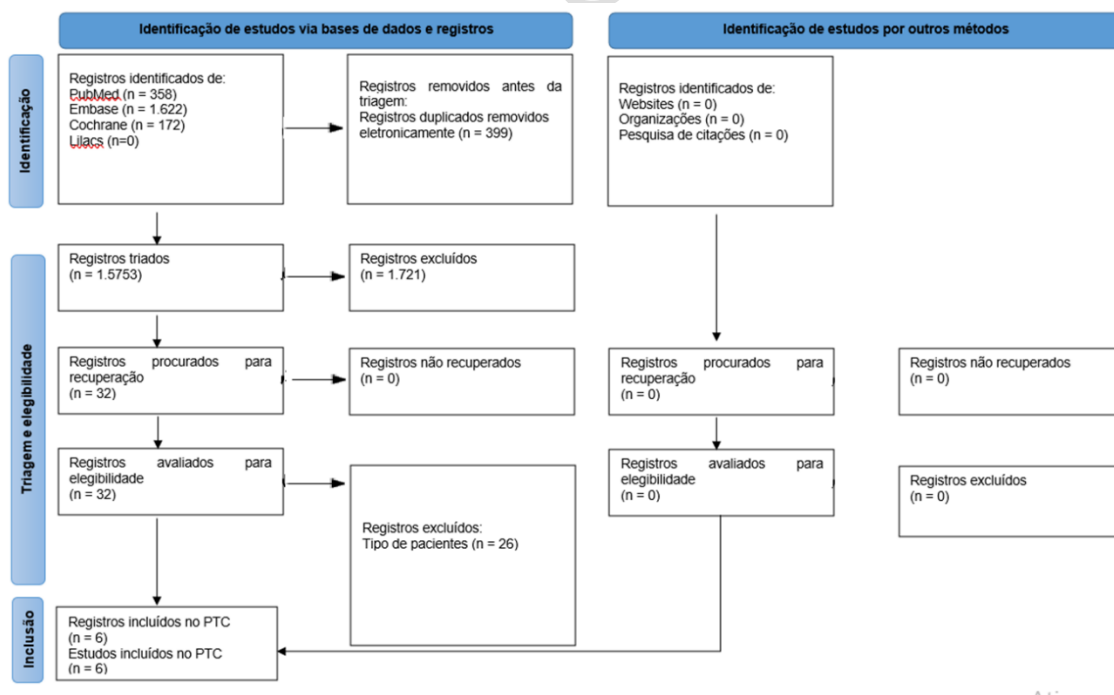 Identificação de estudos via bases de dados e registros
Identificação de estudos por outros métodos
Identificação
Registros identificados de:
PubMed (n = 358)
Embase (n = 1.622)
Cochrane (n = 172)
Lilacs (n=0)
Registros removidos antes da
triagem:
Registros duplicados removidos
eletronicamente (n = 399)
Registros identificados de:
Websites (n = 0)
Organizações (n = 0)
Pesquisa de citações (n = 0)
Triagem e elegibilidade
Registros triados
(n = 1.5753)
Registros excluídos
(n = 1.721)
Registros procurados para
recuperação
(n = 32)
Registros não recuperados
(n = 0)
Registros procurados para
recuperação
(n = 0)
Registros não recuperados
(n = 0)
Registros avaliados para
elegibilidade
(n = 32)
Registros excluídos:
Tipo de pacientes (n = 26)
Registros avaliados para
elegibilidade
(n = 0)
Registros excluídos
(n = 0)
Inclusão
Registros incluídos no PTC
(n = 6)
Estudos incluídos no PTC
(n = 6)